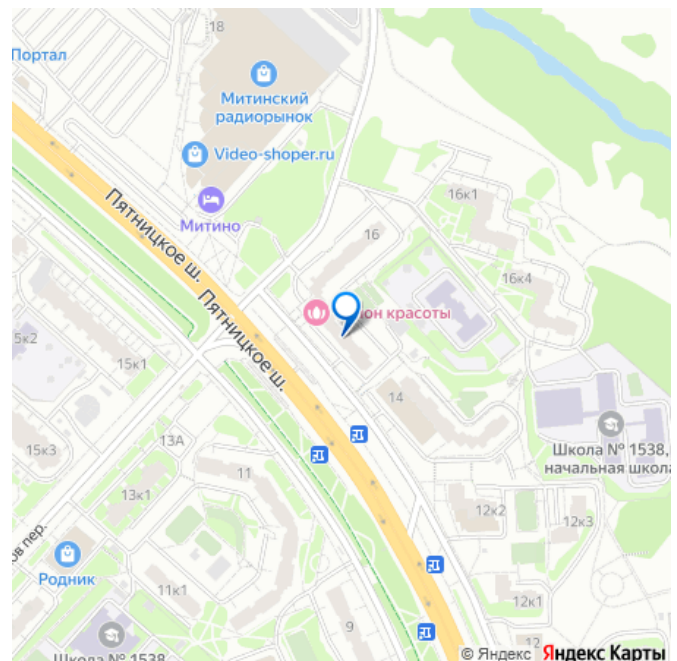 18
Портал
Митинский
радиорынок
Video-shoper.ru
Митино
16к1
16
16к4
Пятницкое ш.
Пятницкое ш.
он красоты
5к2
15к1
14
13А
15к3
11
13к1
Школа № 1538,
начальная школа
12к2
12к3
ов пер.
Родник
11к1
12к1
9
12
Школа № 1538
© Яндекс Яндекс Карты